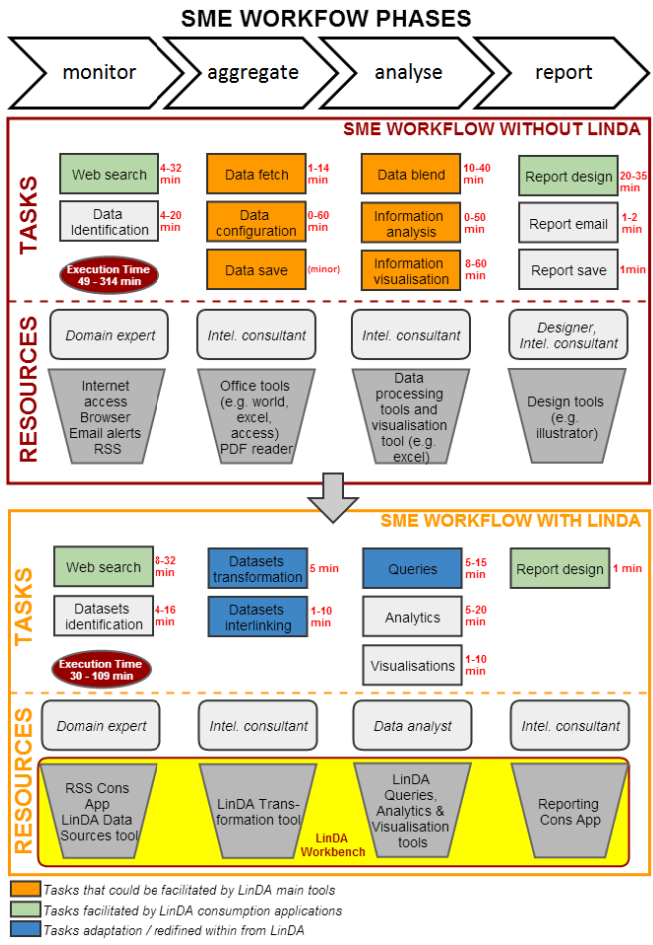 SME WORKFOW PHASES
monitor
aggregate
analyse
report
SME WORKFLOW WITHOUT LINDA
TASKS
Web search
4-32
min
Data fetch
1-14
min
Data blend
10-40
min
Report design
20-35
min
Data
Identification
4-20
min
Data
configuration
0-60
min
Information
analysis
0-50
min
Report email
1-2
min
Execution Time
49 - 314 min
Data save
(minor)
Information
visualisation
8-60
min
Report save
1min
RESOURCES
Domain expert
Intel. consultant
Intel. consultant
Designer,
Intel. consultant
Internet
access
Browser
Email alerts
RSS
Office tools
(e.g. world,
excel,
access)
PDF reader
Data
processing
tools and
visualisation
tool (e.g.
excel)
Design tools
(e.g.
illustrator)
SME WORKFLOW WITH LINDA
TASKS
Web search
8-32
min
Datasets
transformation
5 min
Queries
5-15
min
Report design
1 min
Datasets
identification
4-16
min
Datasets
interlinking
1-10
min
Analytics
5-20
min
Execution Time
30 - 109 min
Visualisations
1-10
min
RESOURCES
Domain expert
Intel. consultant
Data analyst
Intel. consultant
RSS Cons
App
LinDA Data
Sources tool
LinDA Trans-
formation tool
LinDA
Queries,
Analytics &
Visualisation
tools
Reporting
Cons App
LinDA
Workbench
Tasks that could be facilitated by LinDA main tools
Tasks facilitated by LinDA consumption applications
Tasks adaptation / redifined within from LinDA